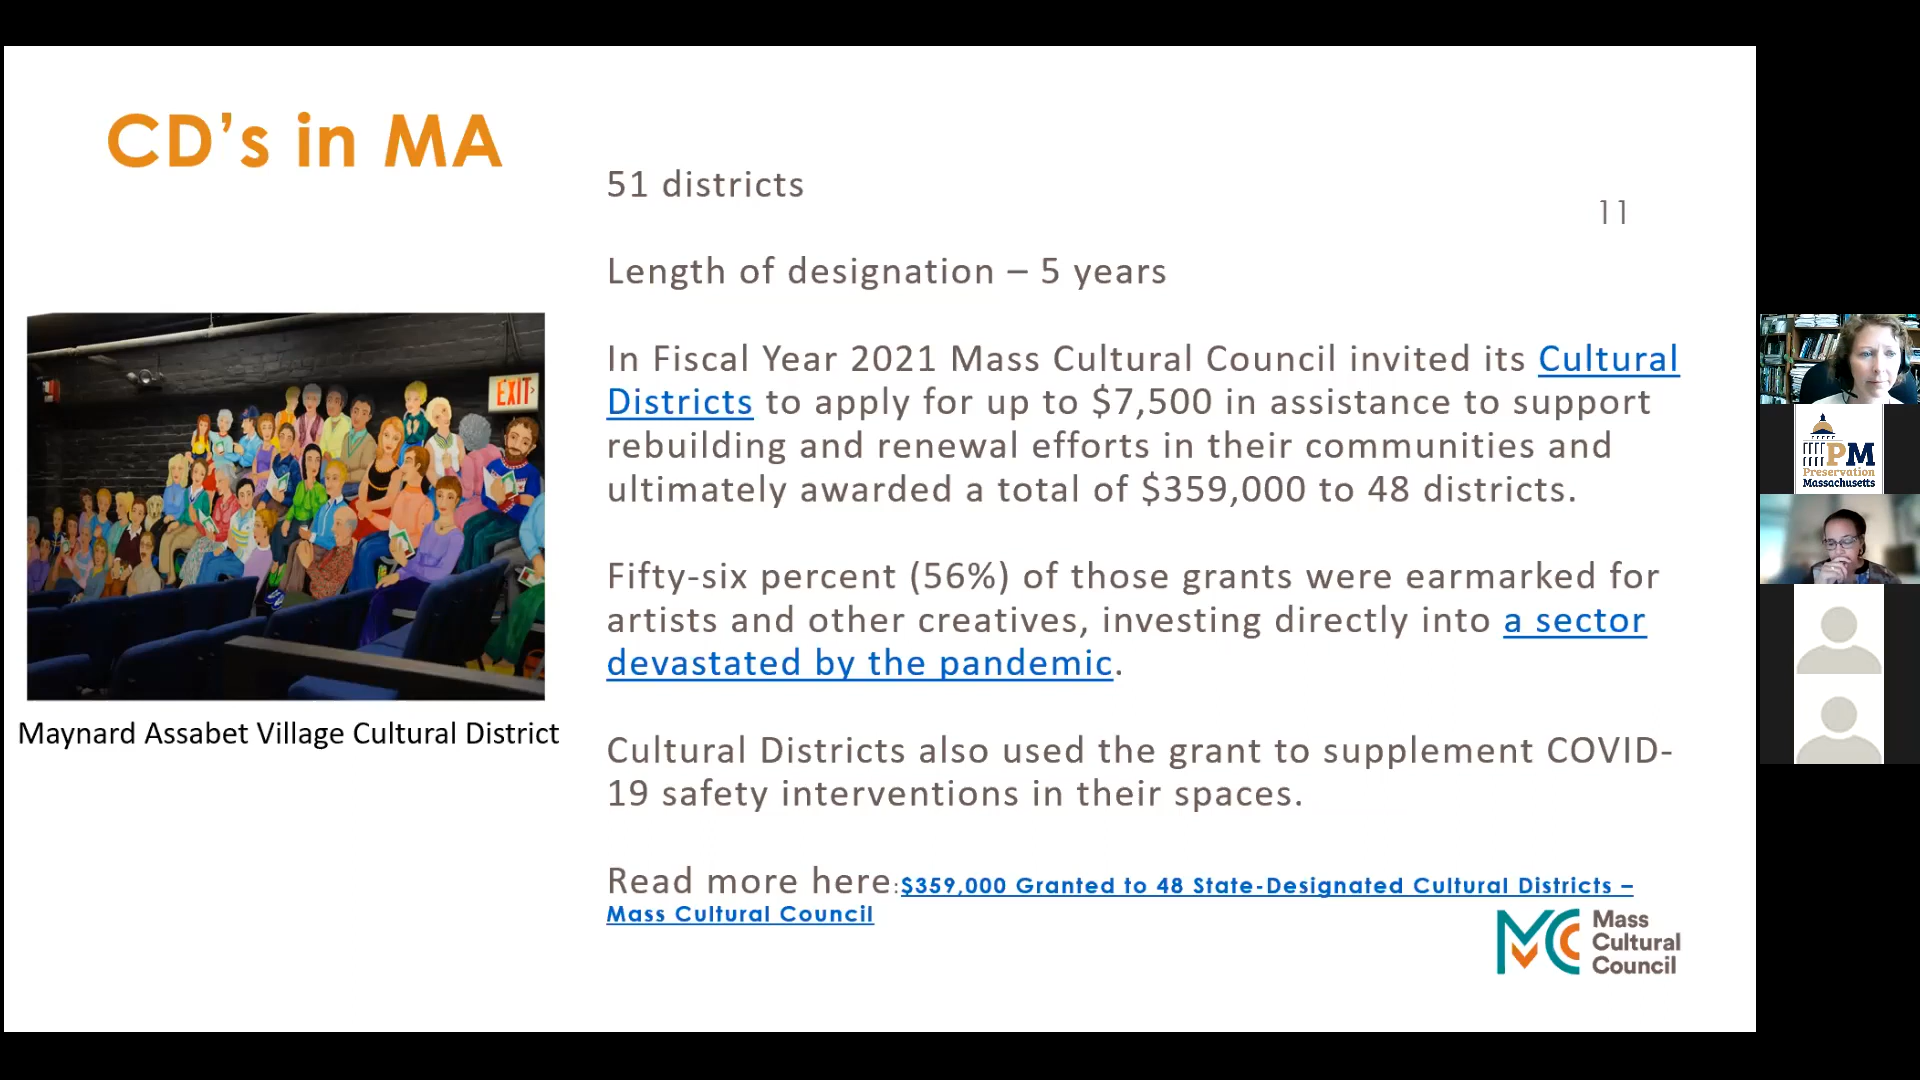 CD’s in MA
51 districts
11
Length of designation – 5 years
In Fiscal Year 2021 Mass Cultural Council invited its Cultural
Districts to apply for up to $7,500 in assistance to support
rebuilding and renewal efforts in their communities and
ultimately awarded a total of $359,000 to 48 districts.
EXIT
Fifty-six percent (56%) of those grants were earmarked for
artists and other creatives, investing directly into a sector
devastated by the pandemic.
Maynard Assabet Village Cultural District
Cultural Districts also used the grant to supplement COVID-
19 safety interventions in their spaces.
Read more here:$359,000 Granted to 48 State-Designated Cultural Districts –
Mass Cultural Council
Mass
Cultural
Council
PM
Preservation
Massachusetts